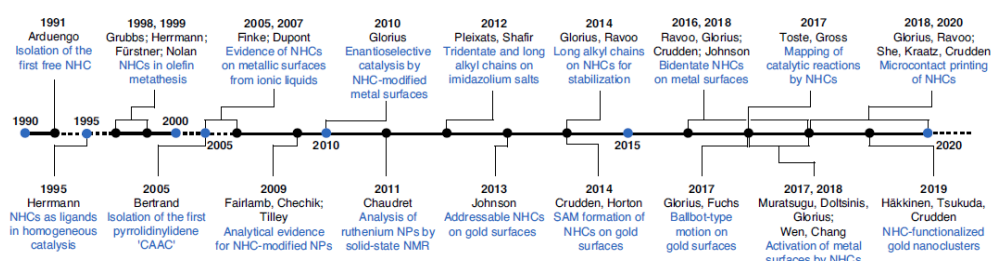 1991
Arduengo
Isolation of the
first free NHC
1998, 1999
Grubbs; Herrmann;
Fürstner; Nolan
NHCs in olefin
metathesis
2005, 2007
Finke; Dupont
Evidence of NHCs
on metallic surfaces
from ionic liquids
2010
Glorius
Enantioselective
catalysis by
NHC-modified
metal surfaces
2012
Pleixats, Shafir
Tridentate and long
alkyl chains on
imidazolium salts
2014
Glorius, Ravoo
Long alkyl chains
on NHCs for
stabilization
2016, 2018
Ravoo, Glorius;
Crudden; Johnson
Bidentate NHCs
on metal surfaces
2017
Toste, Gross
Mapping of
catalytic reactions
by NHCs
2018, 2020
Glorius, Ravoo;
She, Kraatz, Crudden
Microcontact printing
of NHCs
1990
1995
2000
2005
2010
2015
2020
1995
Herrmann
NHCs as ligands
in homogeneous
catalysis
2005
Bertrand
Isolation of the first
pyrrolidinylidene
'CAAC'
2009
Fairlamb, Chechik;
Tilley
Analytical evidence
for NHC-modified NPs
2011
Chaudret
Analysis of
ruthenium NPs by
solid-state NMR
2013
Johnson
Addressable NHCs
on gold surfaces
2014
Crudden, Horton
SAM formation of
NHCs on gold
surfaces
2017
Glorius, Fuchs
Ballbot-type
motion on
gold surfaces
2017, 2018
Muratsugu, Doltsinis,
Glorius;
Wen, Chang
Activation of metal
surfaces by NHCs
2019
Häkkinen, Tsukuda,
Crudden
NHC-functionalized
gold nanoclusters